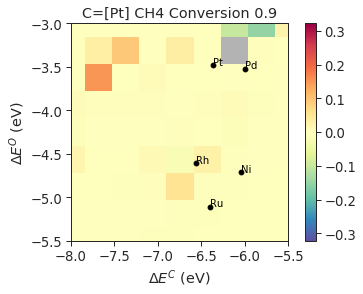 C=[Pt] CH4 Conversion 0.9
−3.0
−3.5
−4.0
−4.5
−5.0
−5.5
ΔE^O (eV)
Pt
Pd
Rh
Ni
Ru
−8.0 −7.5 −7.0 −6.5 −6.0 −5.5
ΔE^C (eV)
0.3
0.2
0.1
0.0
−0.1
−0.2
−0.3